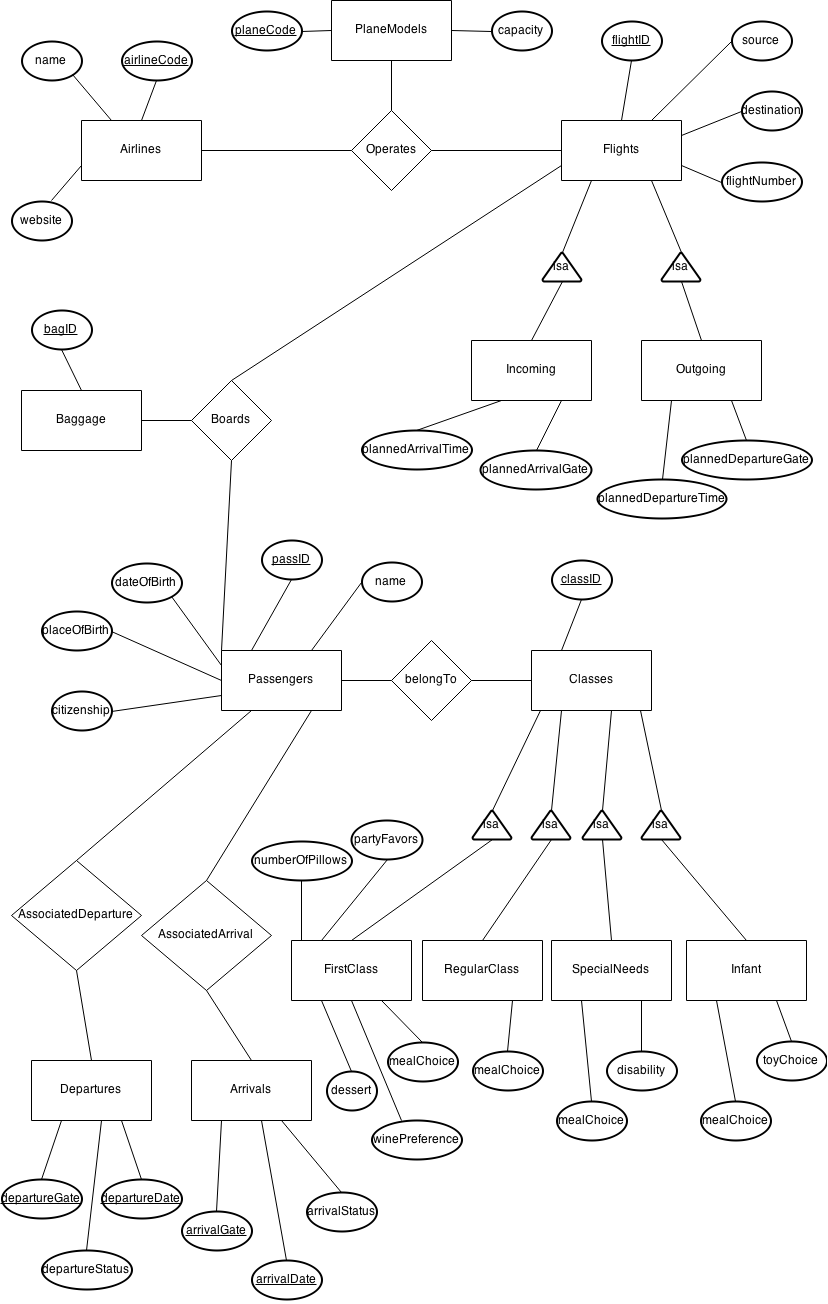 planeCode
PlaneModels
capacity
flightID
source
name
airlineCode
destination
Airlines
Operates
Flights
flightNumber
website
isa
isa
bagID
Incoming
Outgoing
Baggage
Boards
plannedArrivalTime
plannedDepartureGate
plannedArrivalGate
plannedDepartureTime
passID
dateOfBirth
name
classID
placeOfBirth
Passengers
belongTo
Classes
citizenship
isa
isa
isa
isa
partyFavors
numberOfPillows
AssociatedDeparture
AssociatedArrival
FirstClass
RegularClass
SpecialNeeds
Infant
mealChoice
toyChoice
mealChoice
disability
Departures
Arrivals
dessert
mealChoice
mealChoice
winePreference
departureGate
departureDate
arrivalStatus
arrivalGate
departureStatus
arrivalDate